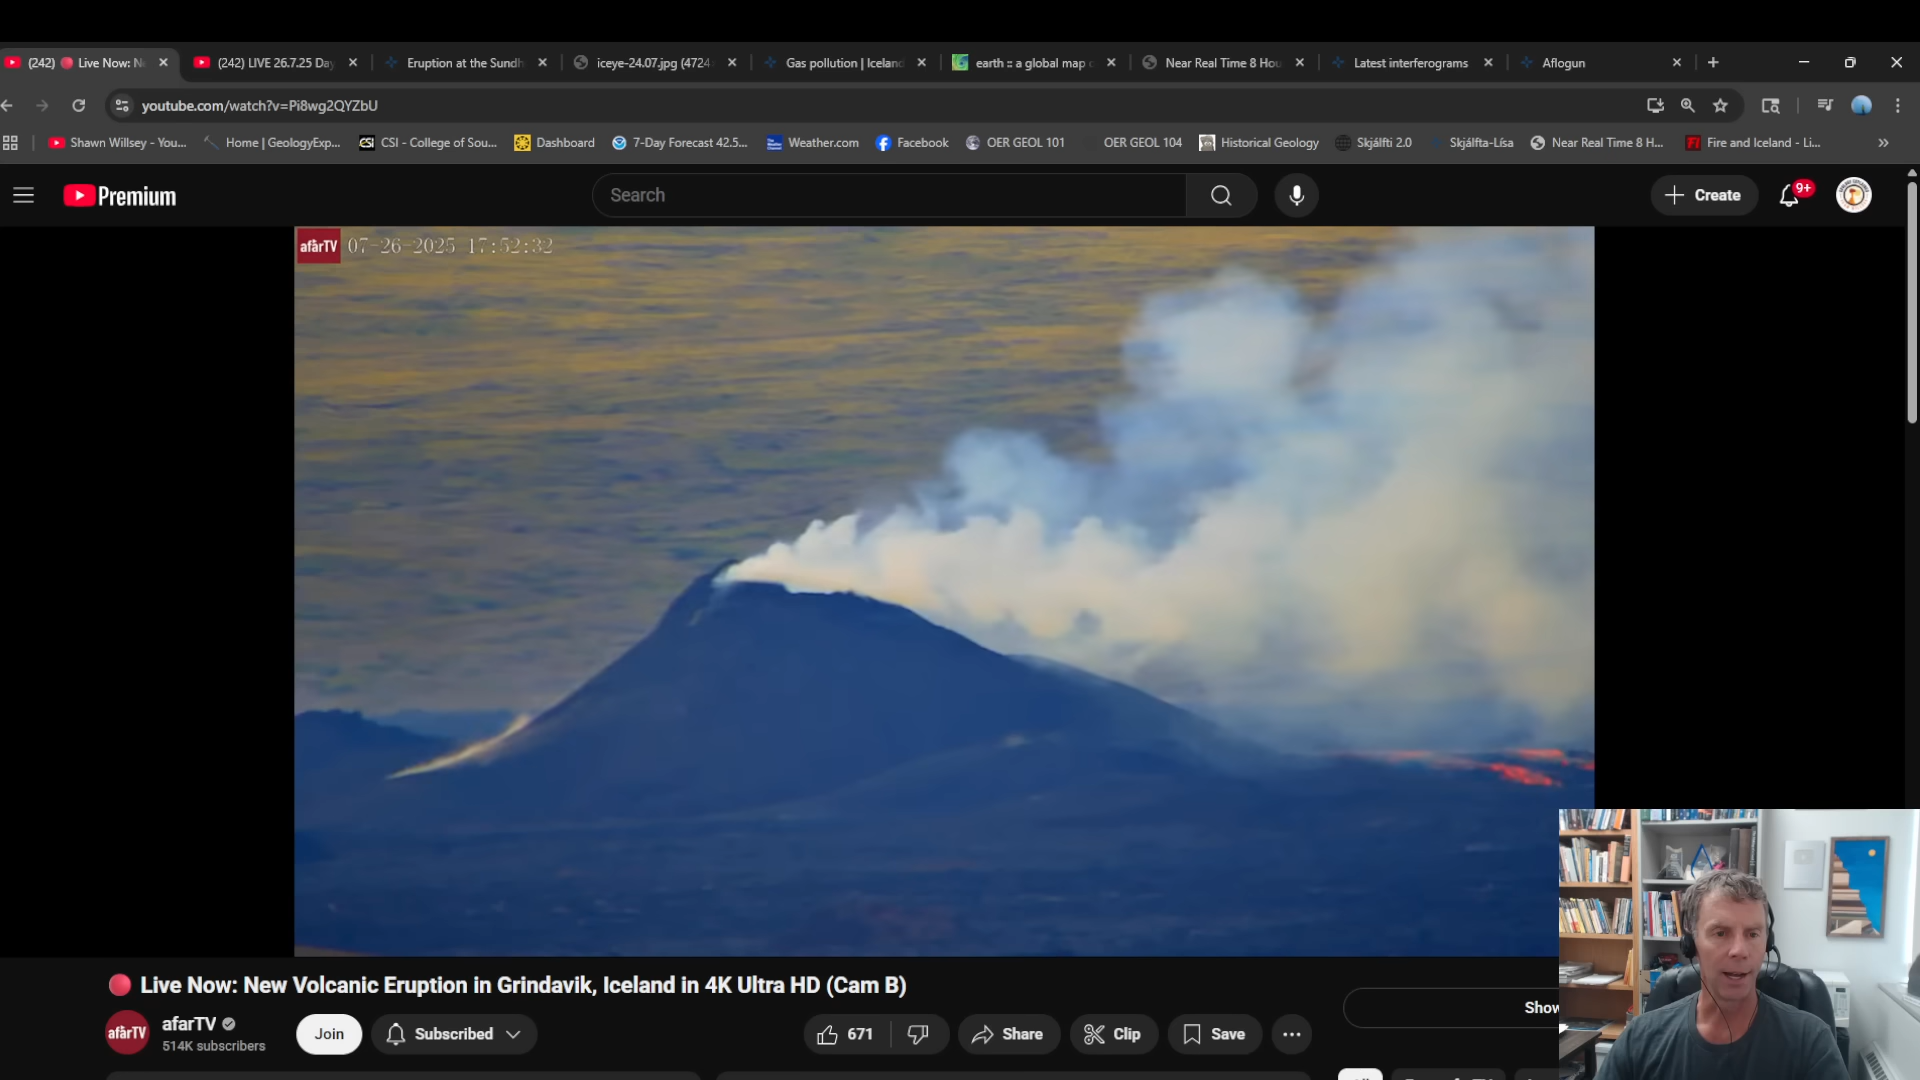 (242) Live Now: N
(242) LIVE 26.7.25 Da
Eruption at the Sundh
iceye-24.07.jpg (4724
Gas pollution | Iceland
earth :: a global map o
Near Real Time 8 Hou
Latest interferograms
Aflogun
youtube.com/watch?v=Pi8wg2QYZbU
Shawn Willsey - You...
Home | GeologyExp...
CSI - College of Sou...
Dashboard
7-Day Forecast 42.5...
Weather.com
Facebook
OER GEOL 101
OER GEOL 104
Historical Geology
Skjálfti 2.0
Skjálfta-Lísa
Near Real Time 8 H...
Fire and Iceland - Li...
Premium
Search
Create
9+
afarTV 07-26-2025 17:52:32
Live Now: New Volcanic Eruption in Grindavik, Iceland in 4K Ultra HD (Cam B)
afarTV
afarTV
514K subscribers
Join
Subscribed
671
Share
Clip
Save
Show